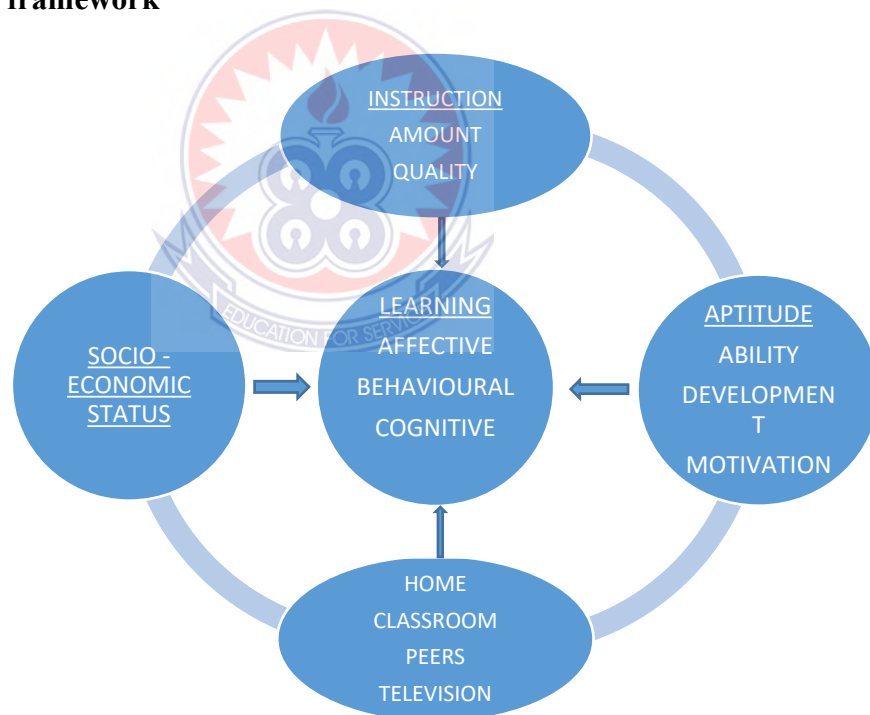 framework
INSTRUCTION
AMOUNT
QUALITY
EDUCATION FOR SERVICE
LEARNING
AFFECTIVE
BEHAVIOURAL
COGNITIVE
SOCIO -
ECONOMIC
STATUS
APTITUDE
ABILITY
DEVELOPMEN
T
MOTIVATION
HOME
CLASSROOM
PEERS
TELEVISION